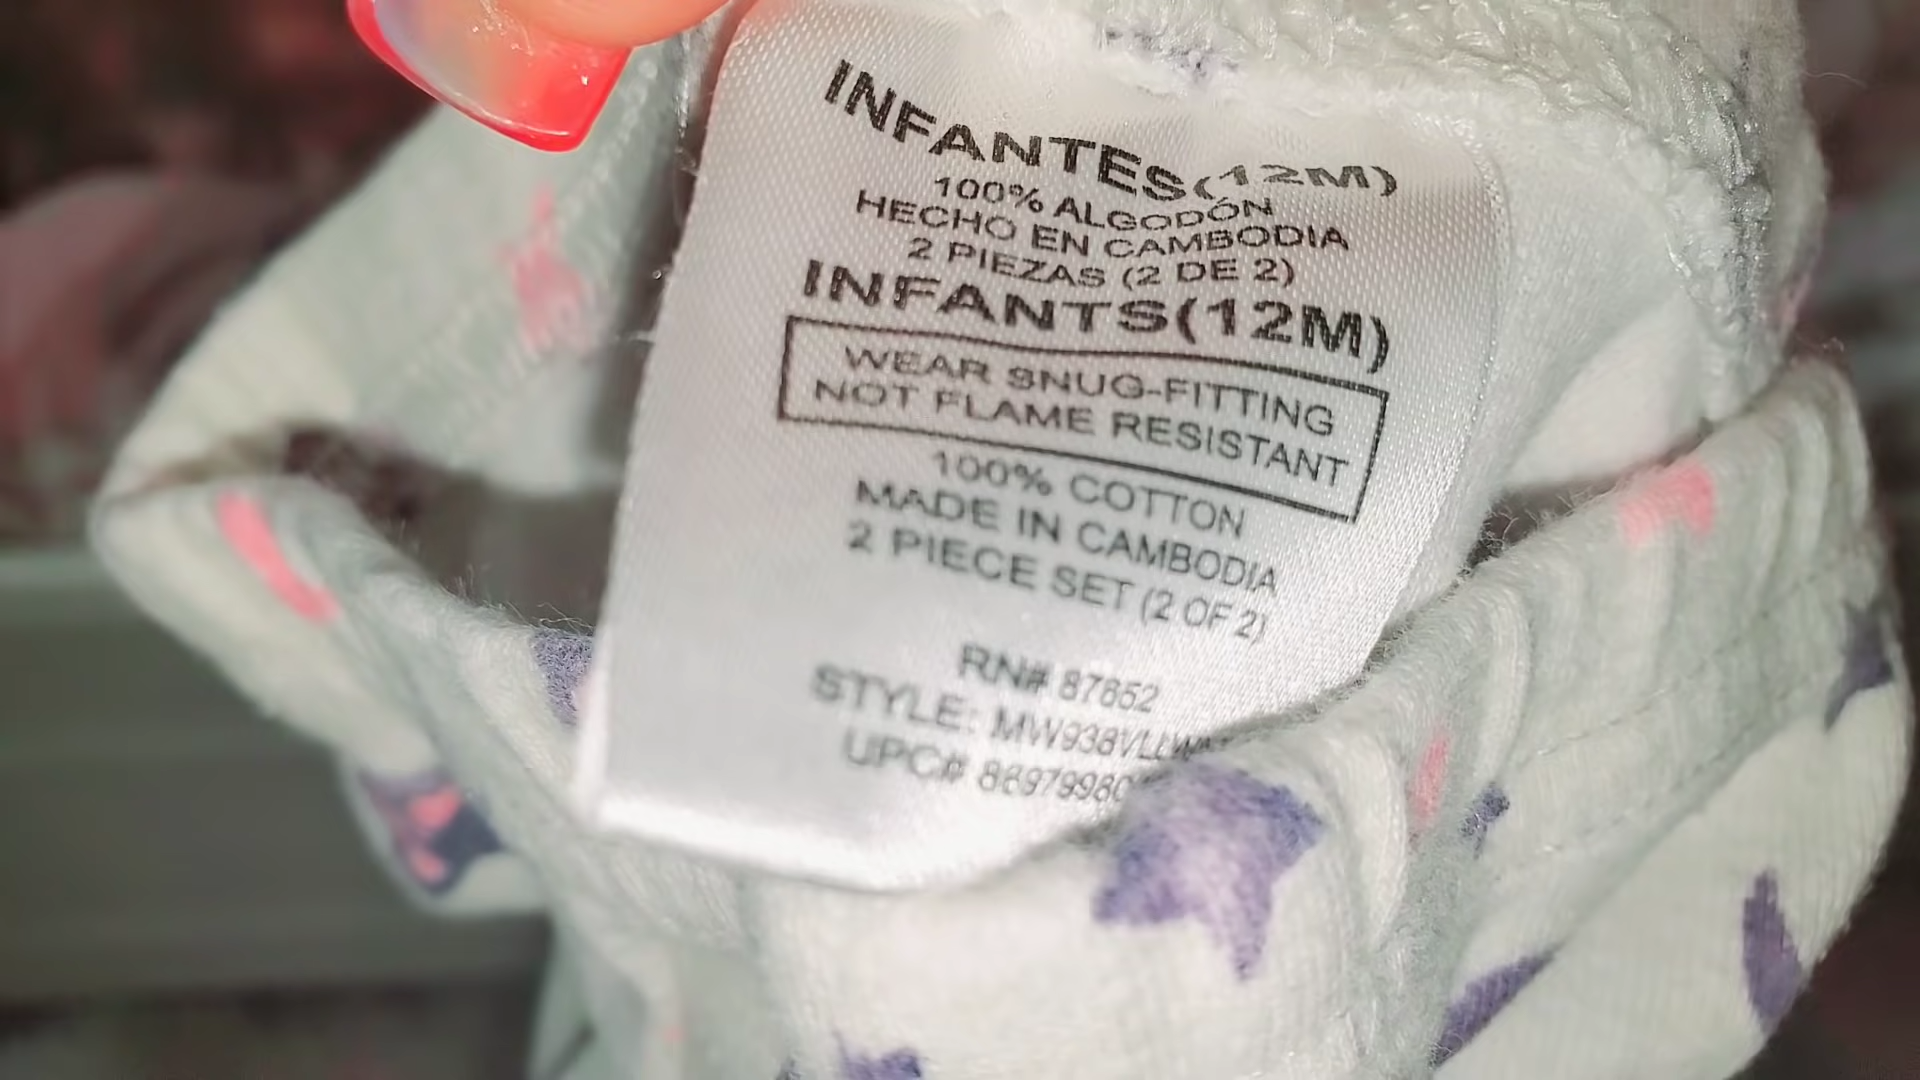 INFANTES(12M)
100% ALGODÓN
HECHO EN CAMBODIA
2 PIEZAS (2 DE 2)
INFANTS(12M)
WEAR SNUG-FITTING
NOT FLAME RESISTANT
100% COTTON
MADE IN CAMBODIA
2 PIECE SET (2 OF 2)
RN# 87652
STYLE:
UPC#